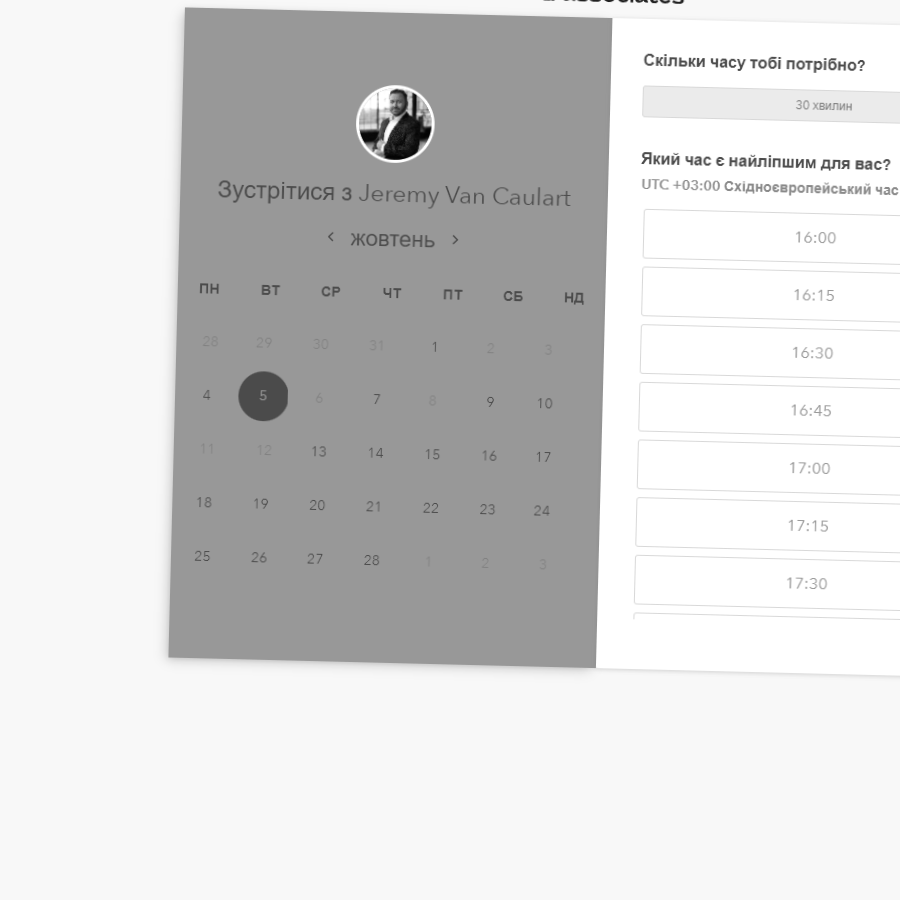 associates
Зустрітися з Jeremy Van Caulart
жовтень
ПН ВТ СР ЧТ ПТ СБ НД
28 29 30 31 1 2 3
4 5 6 7 8 9 10
11 12 13 14 15 16 17
18 19 20 21 22 23 24
25 26 27 28 1 2 3
Скільки часу тобі потрібно?
30 хвилин
Який час є найліпшим для вас?
UTC +03:00 Східноєвропейський час
16:00
16:15
16:30
16:45
17:00
17:15
17:30